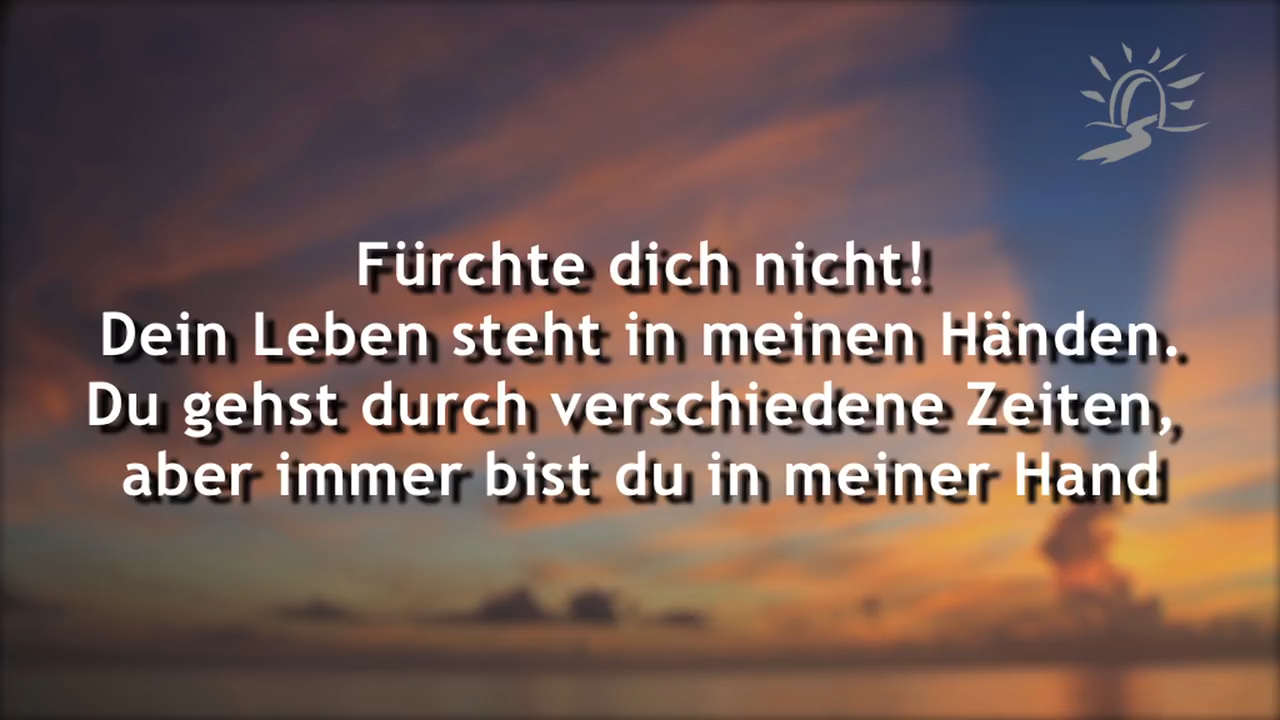 Fürchte dich nicht!
Dein Leben steht in meinen Händen.
Du gehst durch verschiedene Zeiten,
aber immer bist du in meiner Hand